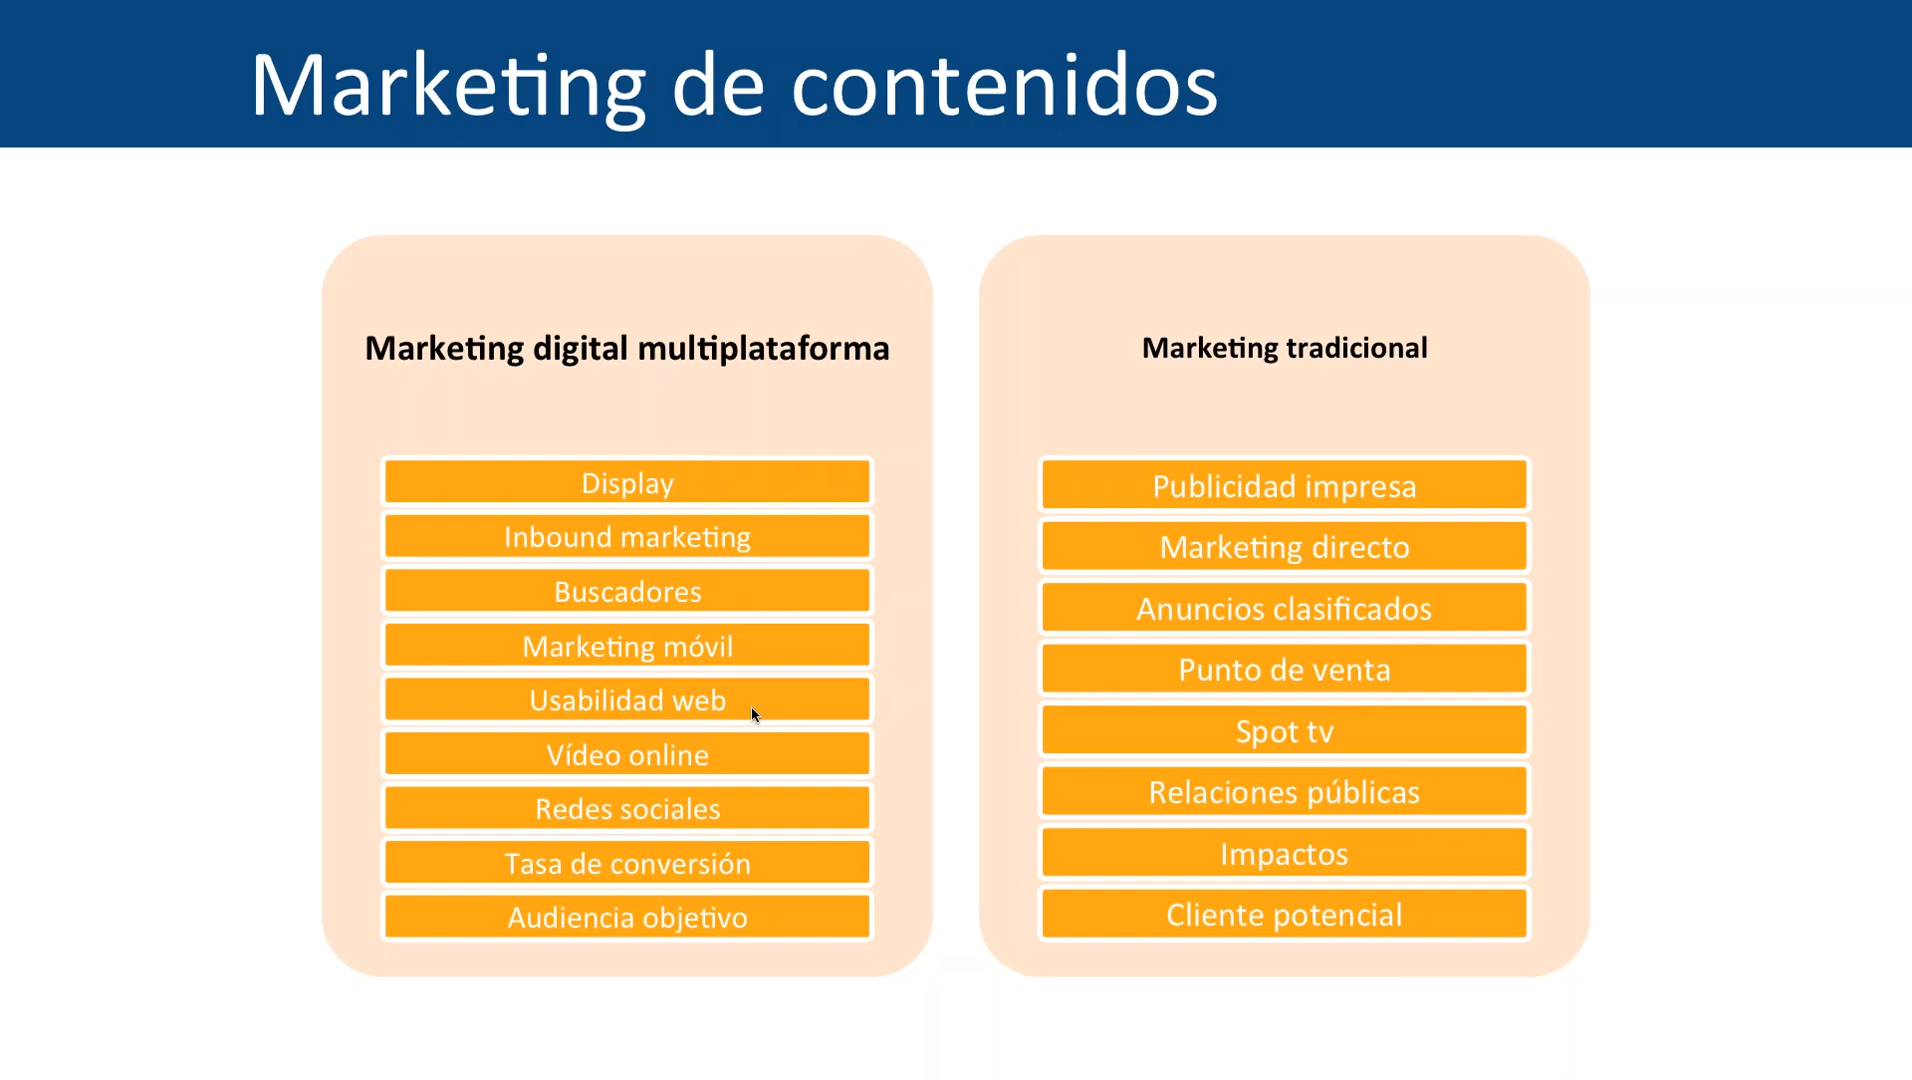 Marketing de contenidos
Marketing digital multiplataforma
Display
Inbound marketing
Buscadores
Marketing móvil
Usabilidad web
Vídeo online
Redes sociales
Tasa de conversión
Audiencia objetivo
Marketing tradicional
Publicidad impresa
Marketing directo
Anuncios clasificados
Punto de venta
Spot tv
Relaciones públicas
Impactos
Cliente potencial